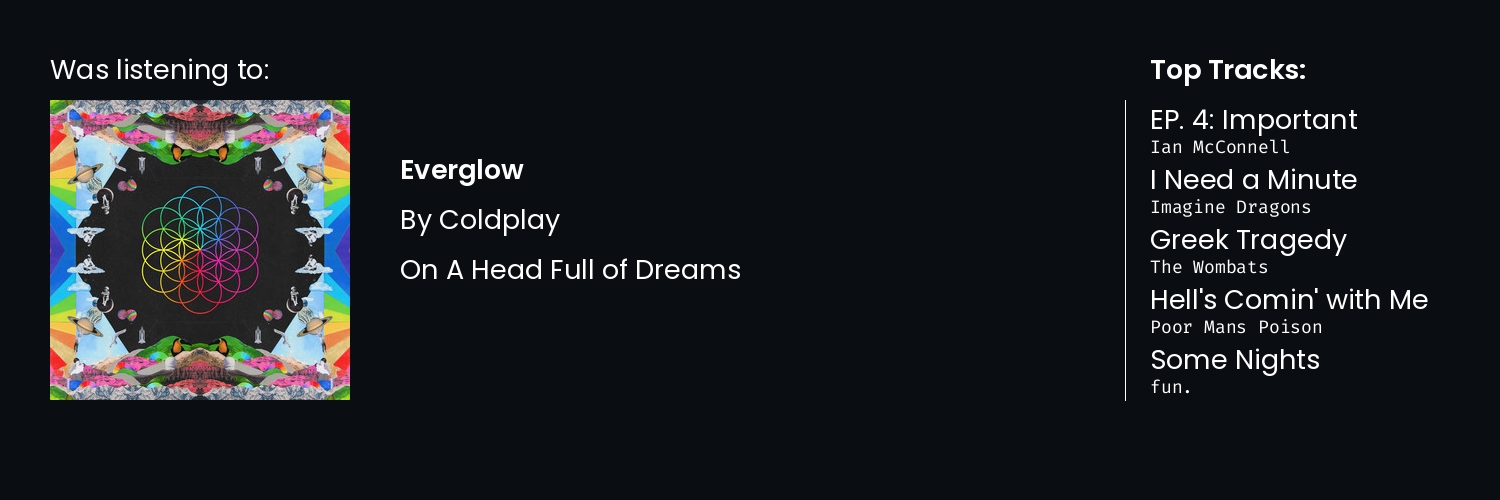 Was listening to:
Everglow
By Coldplay
On A Head Full of Dreams
Top Tracks:
EP. 4: Important
Ian McConnell
I Need a Minute
Imagine Dragons
Greek Tragedy
The Wombats
Hell's Comin' with Me
Poor Mans Poison
Some Nights
fun.